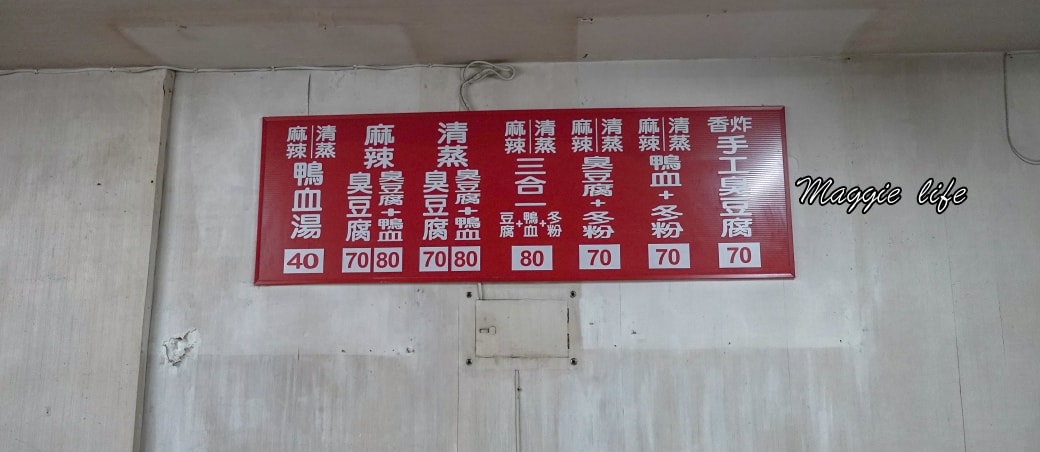 香炸
手工臭豆腐
70
麻辣 清蒸
鴨血+冬粉
70
麻辣 清蒸
臭豆腐+冬粉
70
麻辣 清蒸
三合一
豆腐+鴨血+冬粉
80
清蒸
臭豆腐 臭豆腐+鴨血
70 80
麻辣
臭豆腐 臭豆腐+鴨血
70 80
麻辣 清蒸
鴨血湯
40
Maggie life